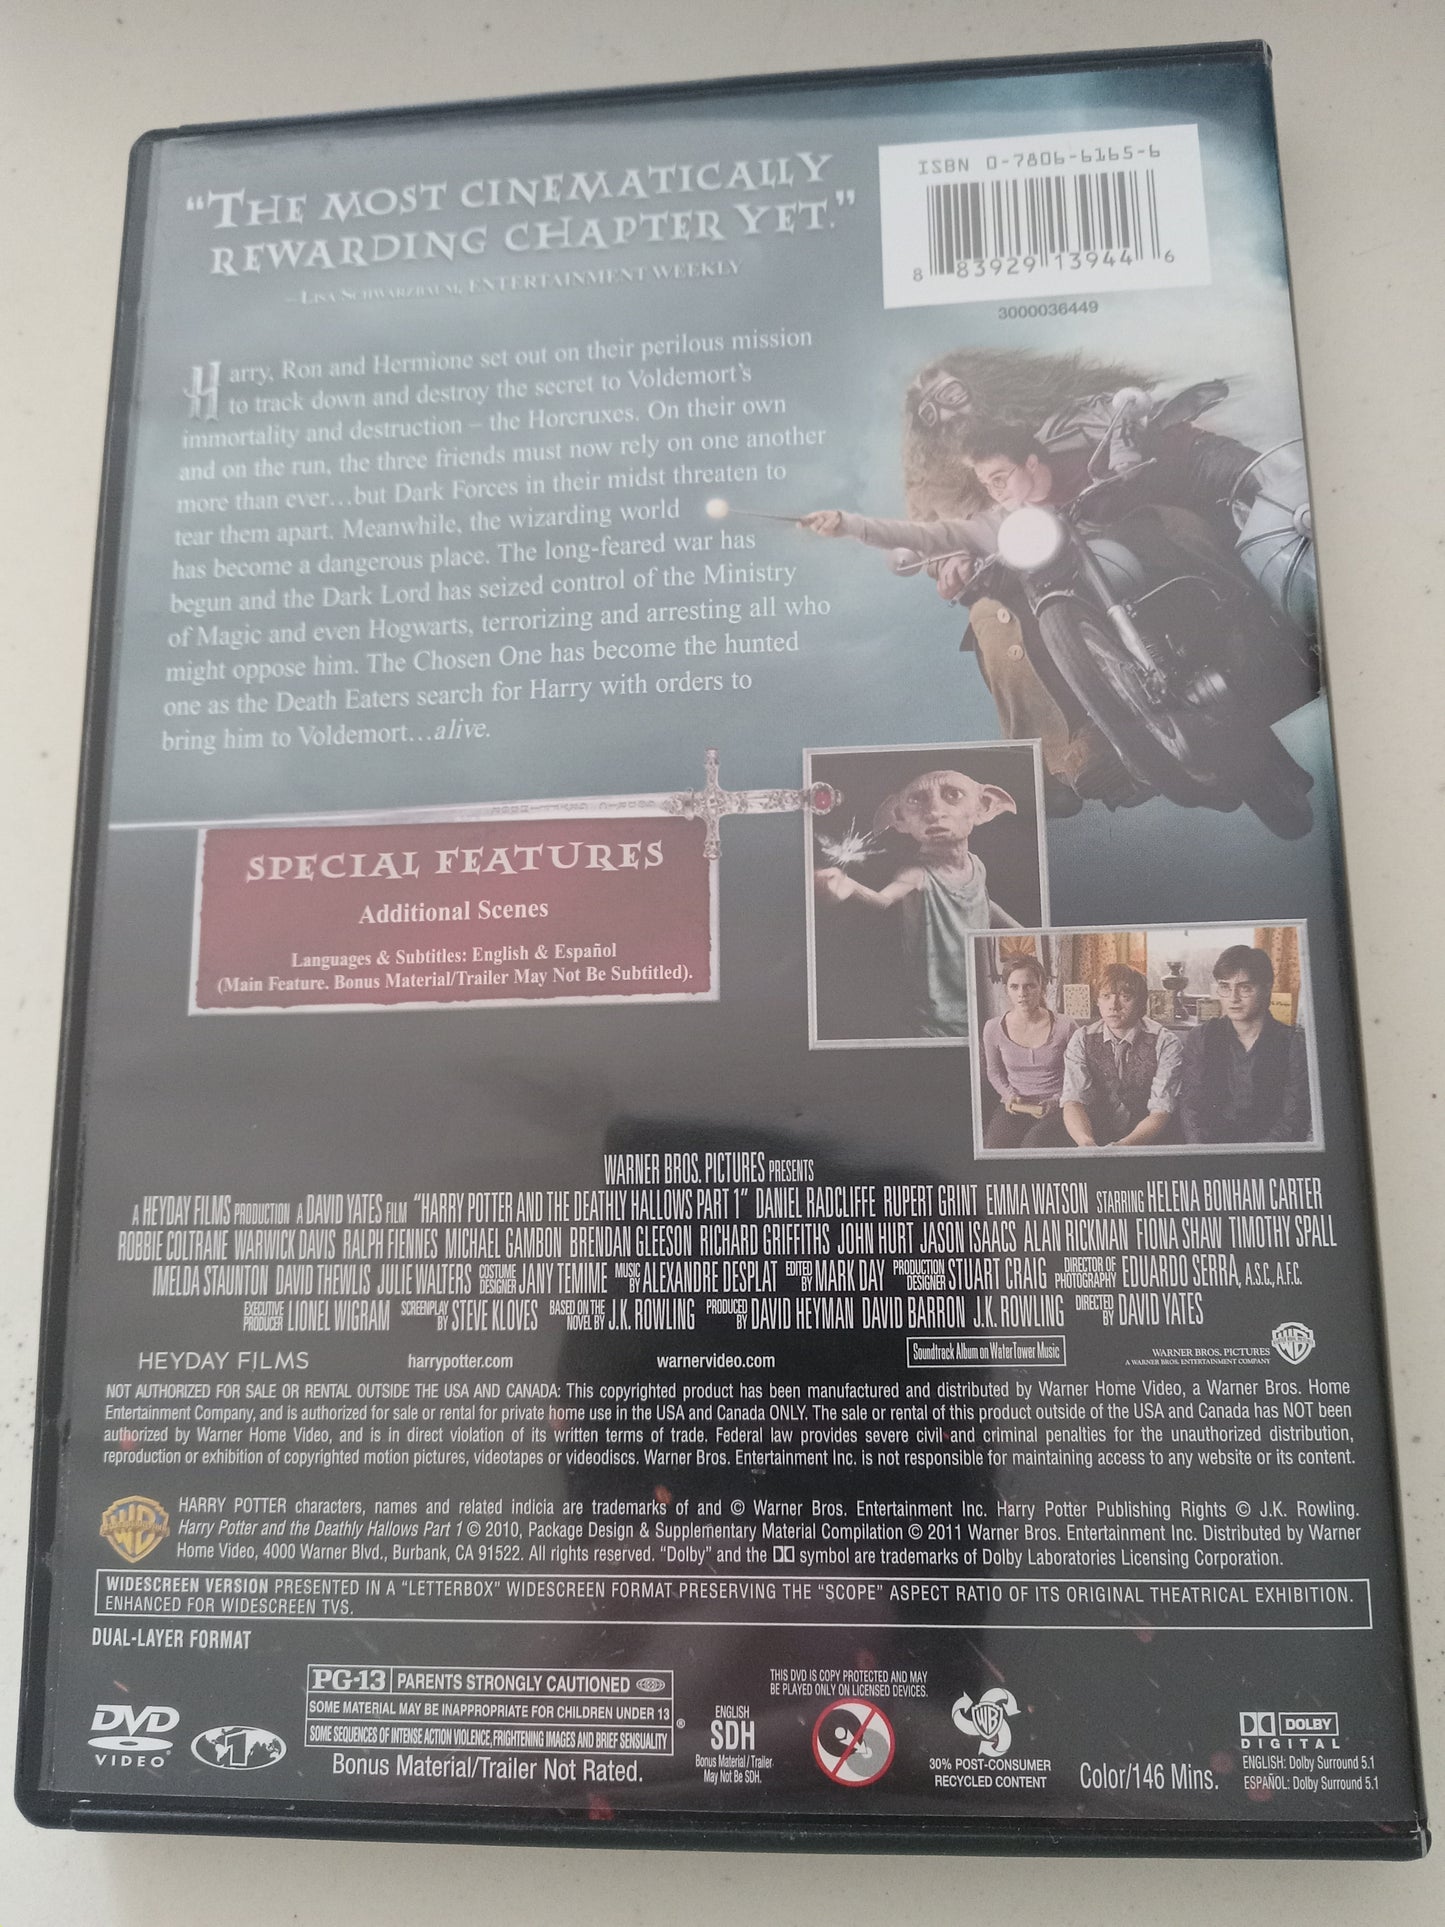 “THE MOST CINEMATICALLY
REWARDING CHAPTER YET.”
– LISA SCHWARZBAUM, ENTERTAINMENT WEEKLY
ISBN 0-7806-6165-6
8 83929 13944 6
3000036449
Harry, Ron and Hermione set out on their perilous mission
to track down and destroy the secret to Voldemort’s
immortality and destruction – the Horcruxes. On their own
and on the run, the three friends must now rely on one another
more than ever…but Dark Forces in their midst threaten to
tear them apart. Meanwhile, the wizarding world
has become a dangerous place. The long-feared war has
begun and the Dark Lord has seized control of the Ministry
of Magic and even Hogwarts, terrorizing and arresting all who
might oppose him. The Chosen One has become the hunted
one as the Death Eaters search for Harry with orders to
bring him to Voldemort…alive.
SPECIAL FEATURES
Additional Scenes
Languages & Subtitles: English & Español
(Main Feature. Bonus Material/Trailer May Not Be Subtitled).
WARNER BROS. PICTURES PRESENTS
A HEYDAY FILMS PRODUCTION A DAVID YATES FILM “HARRY POTTER AND THE DEATHLY HALLOWS PART 1” DANIEL RADCLIFFE RUPERT GRINT EMMA WATSON STARRING HELENA BONHAM CARTER
ROBBIE COLTRANE WARWICK DAVIS RALPH FIENNES MICHAEL GAMBON BRENDAN GLEESON RICHARD GRIFFITHS JOHN HURT JASON ISAACS ALAN RICKMAN FIONA SHAW TIMOTHY SPALL
IMELDA STAUNTON DAVID THEWLIS JULIE WALTERS COSTUME DESIGNER JANY TEMIME MUSIC BY ALEXANDRE DESPLAT EDITED BY MARK DAY PRODUCTION DESIGNER STUART CRAIG DIRECTOR OF PHOTOGRAPHY EDUARDO SERRA, A.S.C., A.F.C.
EXECUTIVE PRODUCER LIONEL WIGRAM SCREENPLAY BY STEVE KLOVES BASED ON THE NOVEL BY J.K. ROWLING PRODUCED BY DAVID HEYMAN DAVID BARRON J.K. ROWLING DIRECTED BY DAVID YATES
HEYDAY FILMS harrypotter.com warnervideo.com Soundtrack Album on WaterTower Music WARNER BROS. PICTURES
A WARNER BROS. ENTERTAINMENT COMPANY
NOT AUTHORIZED FOR SALE OR RENTAL OUTSIDE THE USA AND CANADA: This copyrighted product has been manufactured and distributed by Warner Home Video, a Warner Bros. Home
Entertainment Company, and is authorized for sale or rental for private home use in the USA and Canada ONLY. The sale or rental of this product outside of the USA and Canada has NOT been
authorized by Warner Home Video, and is in direct violation of its written terms of trade. Federal law provides severe civil and criminal penalties for the unauthorized distribution,
reproduction or exhibition of copyrighted motion pictures, videotapes or videodiscs. Warner Bros. Entertainment Inc. is not responsible for maintaining access to any website or its content.
HARRY POTTER characters, names and related indicia are trademarks of and © Warner Bros. Entertainment Inc. Harry Potter Publishing Rights © J.K. Rowling.
Harry Potter and the Deathly Hallows Part 1 © 2010, Package Design & Supplementary Material Compilation © 2011 Warner Bros. Entertainment Inc. Distributed by Warner
Home Video, 4000 Warner Blvd., Burbank, CA 91522. All rights reserved. “Dolby” and the DD symbol are trademarks of Dolby Laboratories Licensing Corporation.
WIDESCREEN VERSION PRESENTED IN A “LETTERBOX” WIDESCREEN FORMAT PRESERVING THE “SCOPE” ASPECT RATIO OF ITS ORIGINAL THEATRICAL EXHIBITION.
ENHANCED FOR WIDESCREEN TVS.
DUAL-LAYER FORMAT
DVD
VIDEO
1
PG-13 PARENTS STRONGLY CAUTIONED
SOME MATERIAL MAY BE INAPPROPRIATE FOR CHILDREN UNDER 13
SOME SEQUENCES OF INTENSE ACTION VIOLENCE, FRIGHTENING IMAGES AND BRIEF SENSUALITY
®
Bonus Material/Trailer Not Rated.
ENGLISH
SDH
Bonus Material/Trailer
May Not Be SDH.
THIS DVD IS COPY PROTECTED AND MAY
BE PLAYED ONLY ON LICENSED DEVICES.
30% POST-CONSUMER
RECYCLED CONTENT
Color/146 Mins.
DOLBY
DIGITAL
ENGLISH: Dolby Surround 5.1
ESPAÑOL: Dolby Surround 5.1